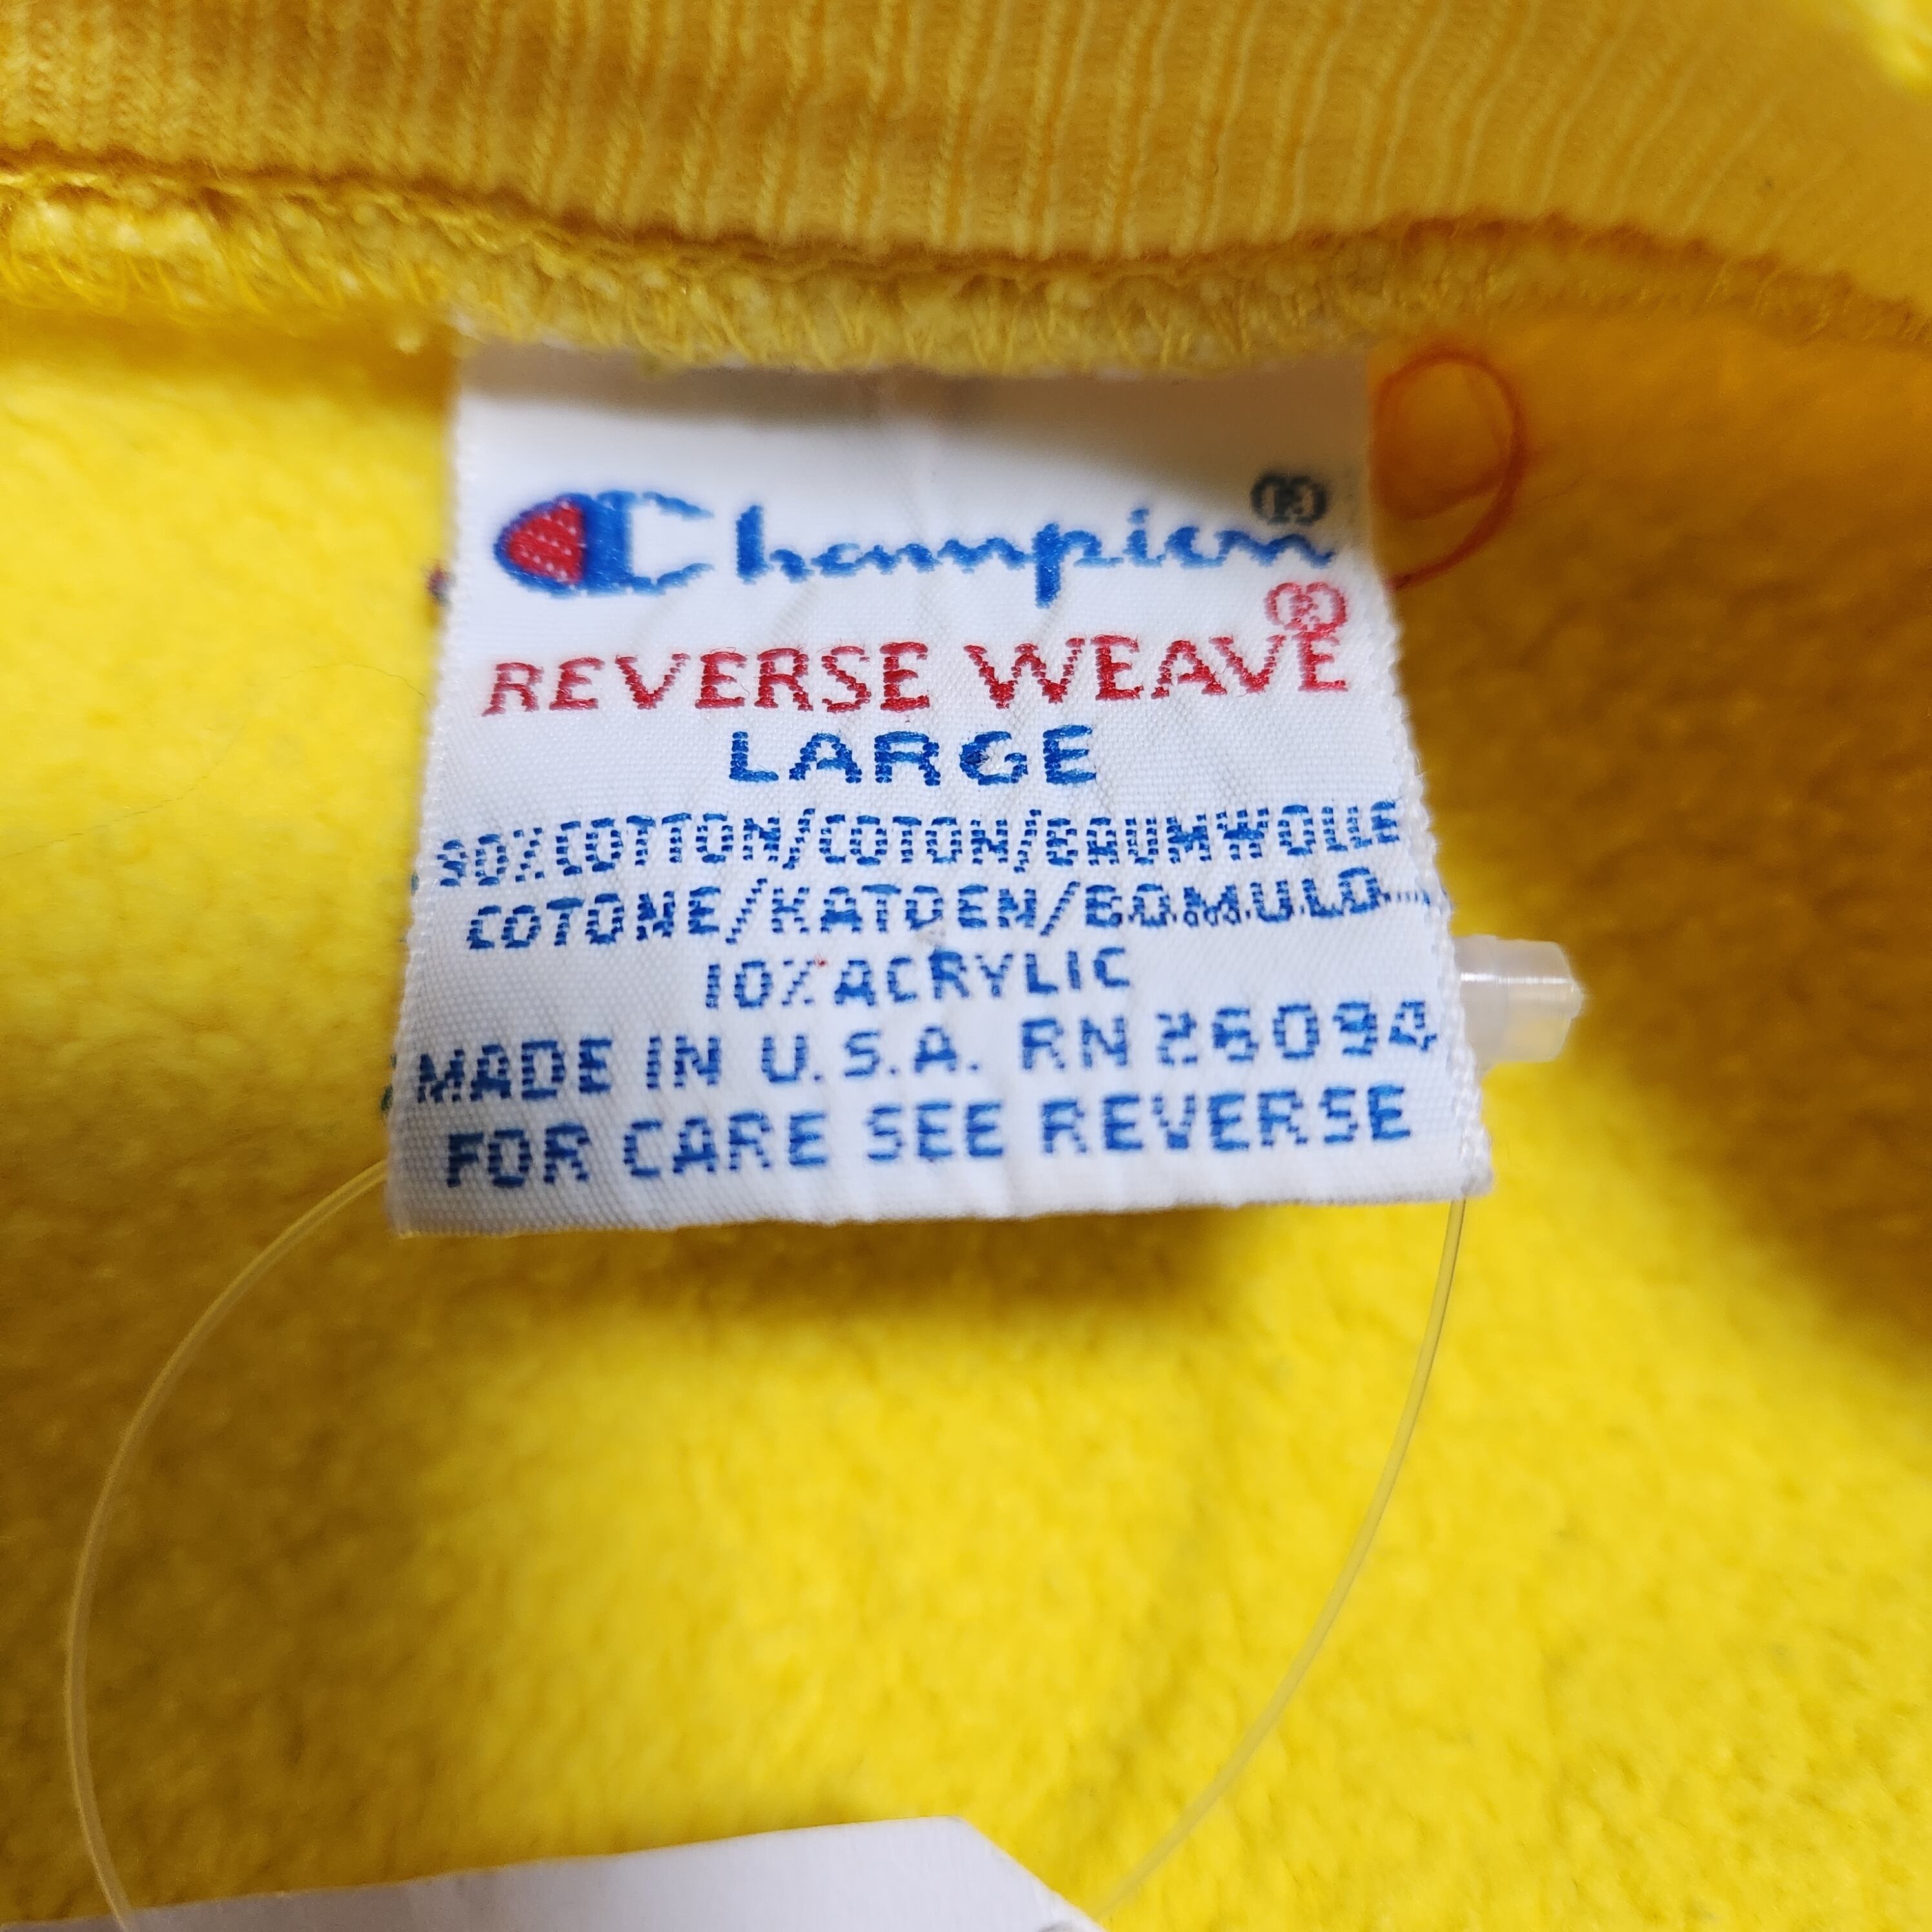 Champion®
REVERSE WEAVE®
LARGE
90%COTTON/COTON/BAUMWOLLE
COTONE/KATOEN/BOMULD
10%ACRYLIC
MADE IN U.S.A. RN 26094
FOR CARE SEE REVERSE